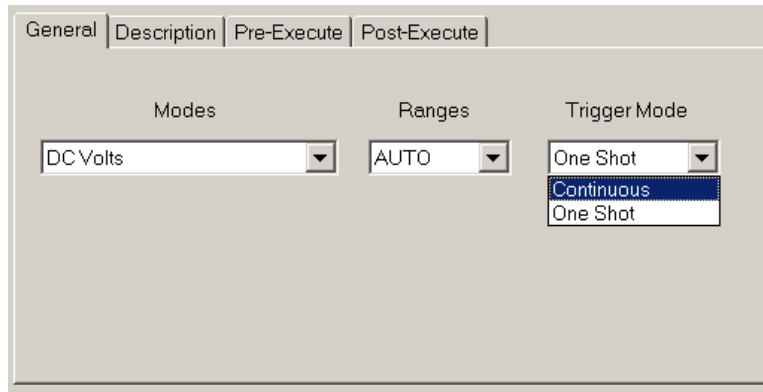 General Description Pre-Execute Post-Execute
Modes Ranges Trigger Mode
DC Volts AUTO One Shot
Continuous
One Shot